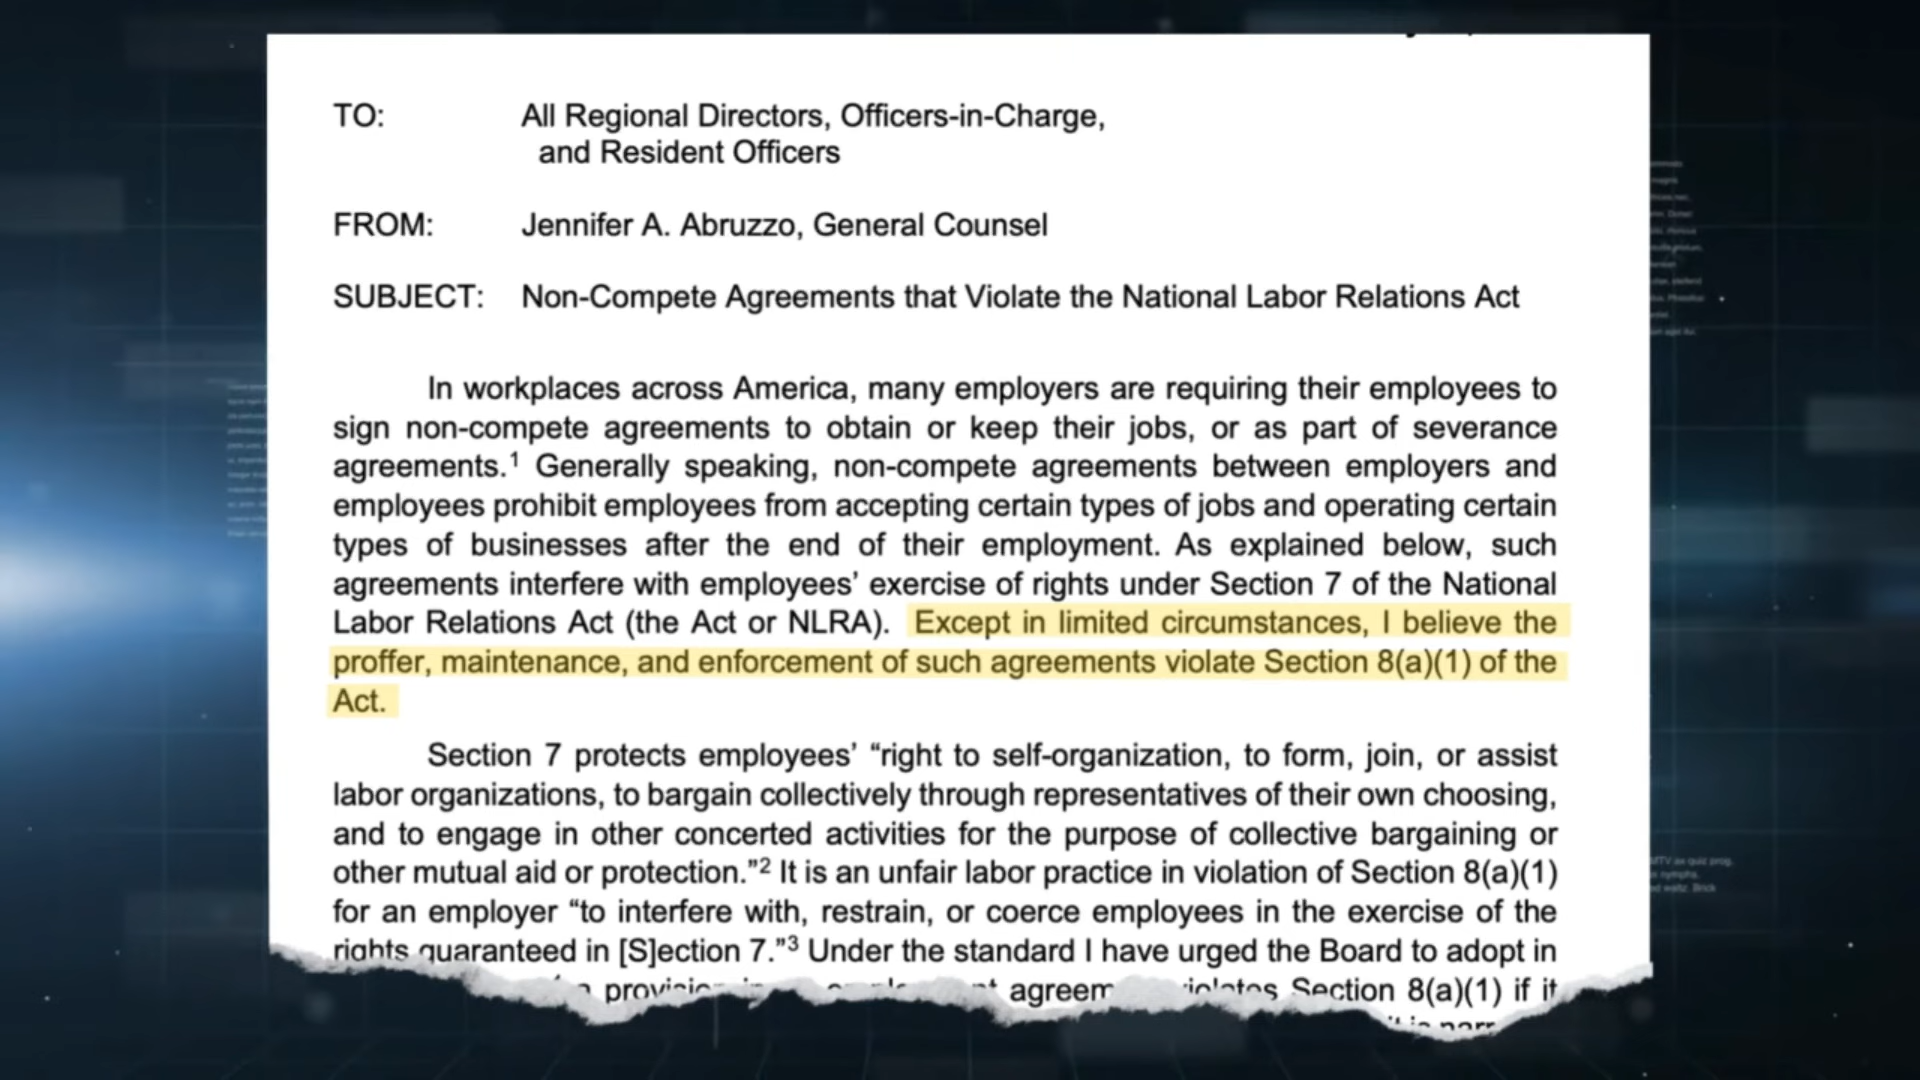 TO: All Regional Directors, Officers-in-Charge,
and Resident Officers
FROM: Jennifer A. Abruzzo, General Counsel
SUBJECT: Non-Compete Agreements that Violate the National Labor Relations Act
In workplaces across America, many employers are requiring their employees to
sign non-compete agreements to obtain or keep their jobs, or as part of severance
agreements.¹ Generally speaking, non-compete agreements between employers and
employees prohibit employees from accepting certain types of jobs and operating certain
types of businesses after the end of their employment. As explained below, such
agreements interfere with employees’ exercise of rights under Section 7 of the National
Labor Relations Act (the Act or NLRA). Except in limited circumstances, I believe the
proffer, maintenance, and enforcement of such agreements violate Section 8(a)(1) of the
Act.
Section 7 protects employees’ “right to self-organization, to form, join, or assist
labor organizations, to bargain collectively through representatives of their own choosing,
and to engage in other concerted activities for the purpose of collective bargaining or
other mutual aid or protection.”² It is an unfair labor practice in violation of Section 8(a)(1)
for an employer “to interfere with, restrain, or coerce employees in the exercise of the
rights guaranteed in [S]ection 7.”³ Under the standard I have urged the Board to adopt in
Section 8(a)(1) if it